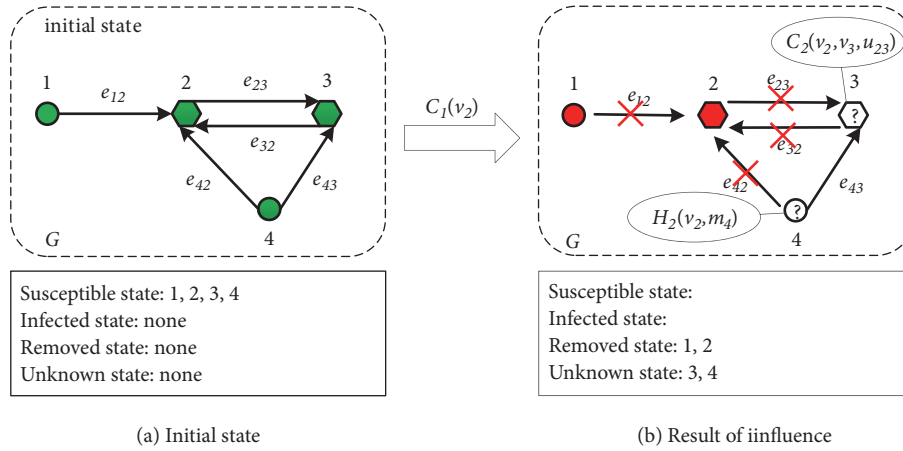 initial state
1
e12
2
e23
3
e32
e42
e43
4
G
Susceptible state: 1, 2, 3, 4
Infected state: none
Removed state: none
Unknown state: none
(a) Initial state
C1(v2)
C2(v2,v3,u23)
1
e12
2
e23
3
?
e32
e42
e43
?
H2(v2,m4)
4
G
Susceptible state:
Infected state:
Removed state: 1, 2
Unknown state: 3, 4
(b) Result of iinfluence